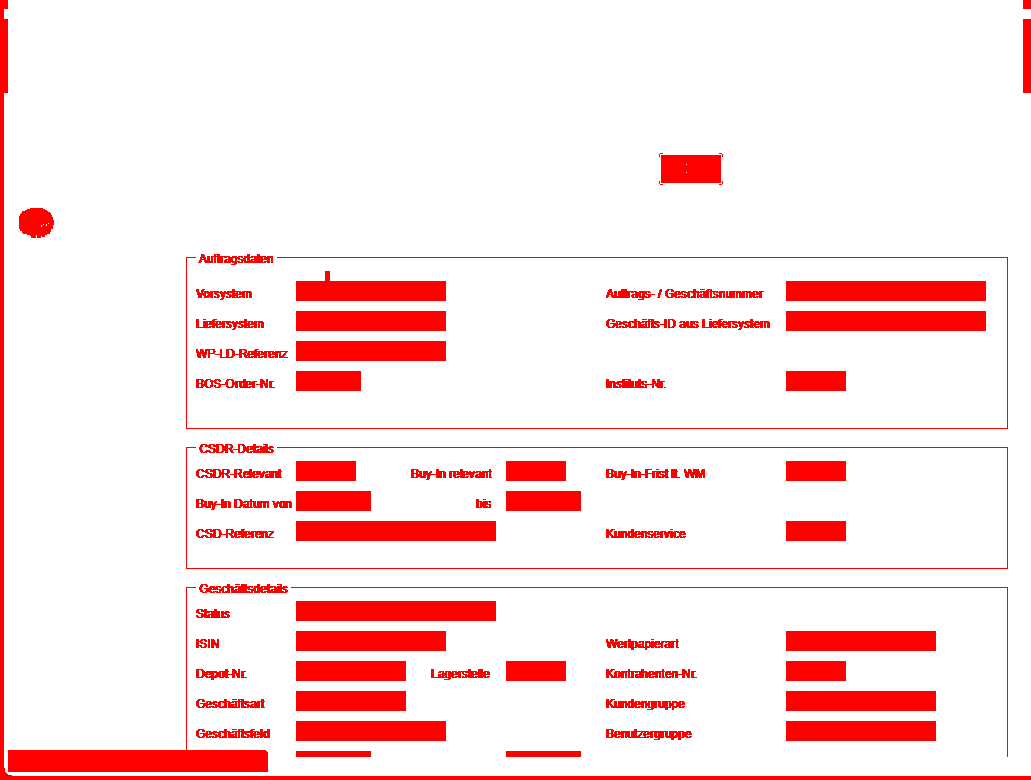 Auftragsdaten
Vorsystem Auftrags- / Geschäftsnummer
Liefersystem Geschäfts-ID aus Liefersystem
WP-LD-Referenz
BOS-Order-Nr. Instituts-Nr.
CSDR-Details
CSDR-Relevant Buy-In relevant Buy-In-Frist lt. WM
Buy-In Datum von bis
CSD-Referenz Kundenservice
Geschäftsdetails
Status
ISIN Wertpapierart
Depot-Nr. Lagerstelle Kontrahenten-Nr.
Geschäftsart Kundengruppe
Geschäftsfeld Benutzergruppe